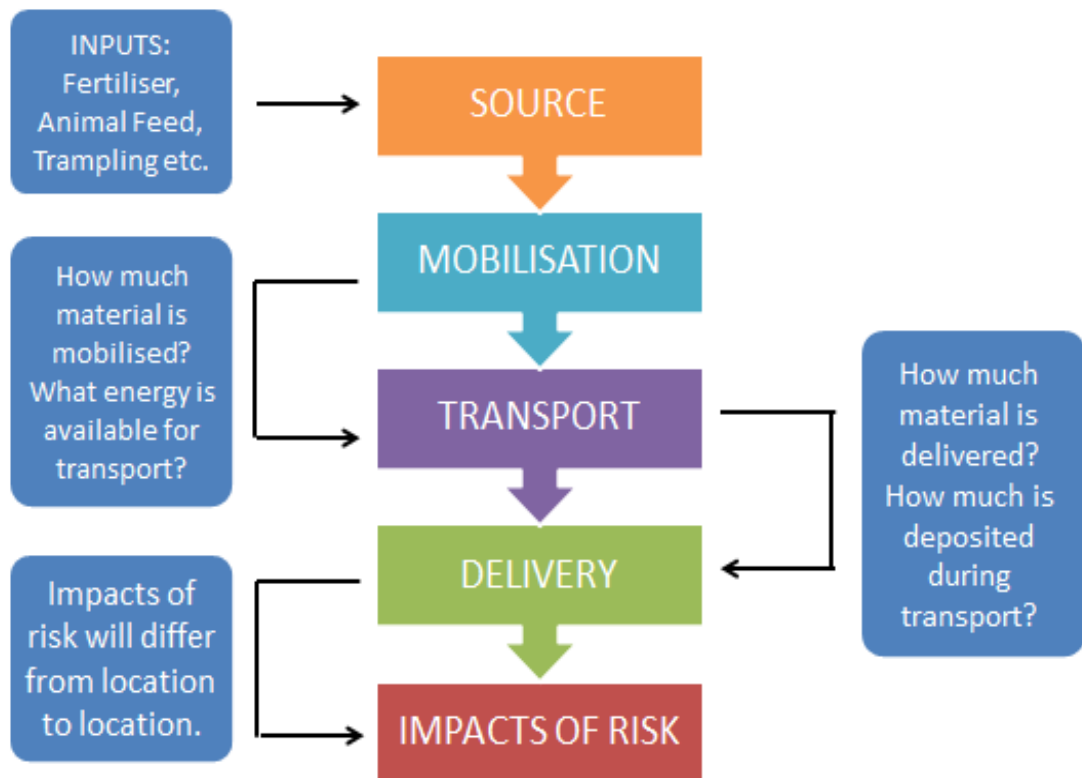 INPUTS:
Fertiliser,
Animal Feed,
Trampling etc.
SOURCE
MOBILISATION
How much
material is
mobilised?
What energy is
available for
transport?
TRANSPORT
How much
material is
delivered?
How much is
deposited
during
transport?
DELIVERY
Impacts of
risk will differ
from location
to location.
IMPACTS OF RISK